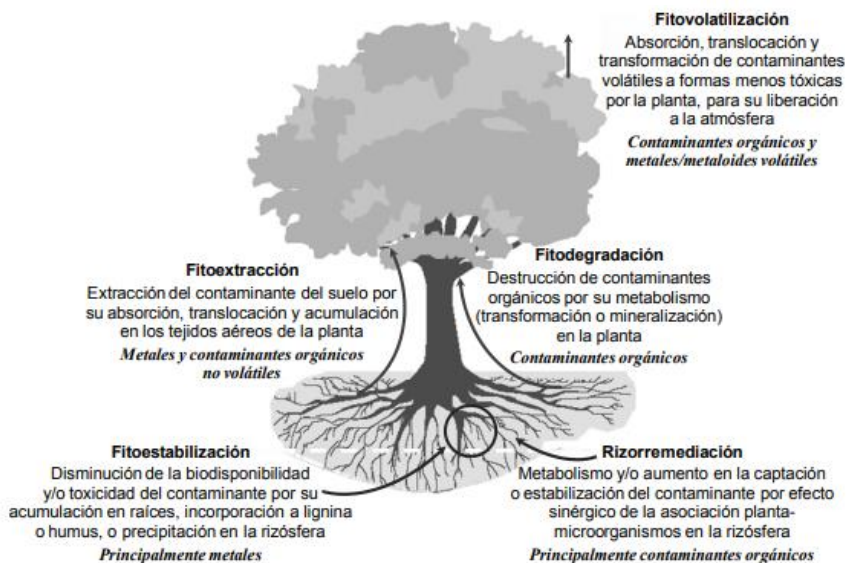 Fitovolatilización
Absorción, translocación y
transformación de contaminantes
volátiles a formas menos tóxicas
por la planta, para su liberación
a la atmósfera
Contaminantes orgánicos y
metales/metaloides volátiles
Fitoextracción
Extracción del contaminante del suelo por
su absorción, translocación y acumulación
en los tejidos aéreos de la planta
Metales y contaminantes orgánicos
no volátiles
Fitodegradación
Destrucción de contaminantes
orgánicos por su metabolismo
(transformación o mineralización)
en la planta
Contaminantes orgánicos
Fitoestabilización
Disminución de la biodisponibilidad
y/o toxicidad del contaminante por su
acumulación en raíces, incorporación a lignina
o humus, o precipitación en la rizósfera
Principalmente metales
Rizorremediación
Metabolismo y/o aumento en la captación
o estabilización del contaminante por efecto
sinérgico de la asociación planta-
microorganismos en la rizósfera
Principalmente contaminantes orgánicos